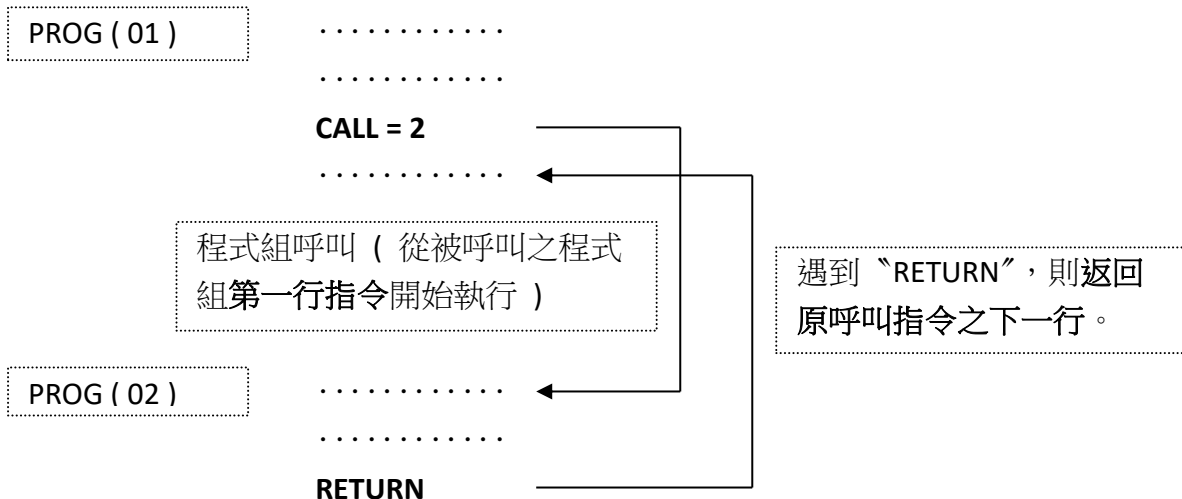 PROG ( 01 )
............
............
CALL = 2
............
程式組呼叫 ( 從被呼叫之程式
組第一行指令開始執行 )
遇到〝RETURN〞，則返回
原呼叫指令之下一行。
PROG ( 02 )
............
............
RETURN